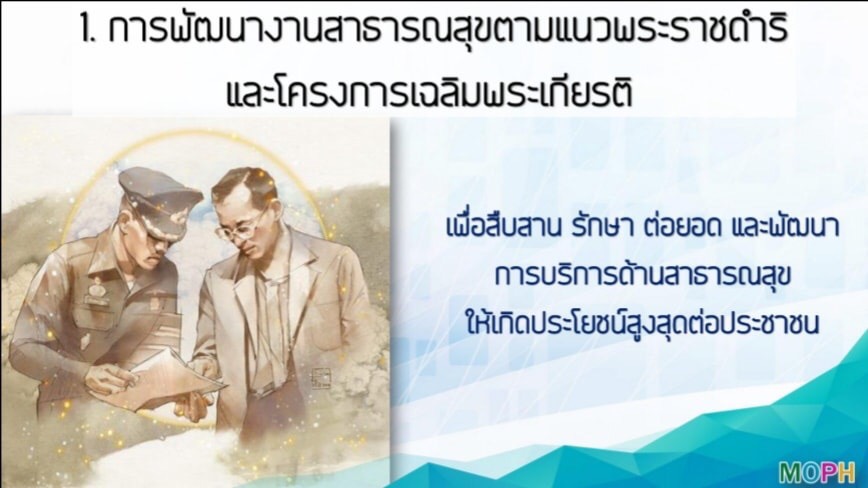 1. การพัฒนางานสาธารณสุขตามแนวพระราชดำริ
และโครงการเฉลิมพระเกียรติ
เพื่อสืบสาน รักษา ต่อยอด และพัฒนา
การบริการด้านสาธารณสุข
ให้เกิดประโยชน์สูงสุดต่อประชาชน
MOPH